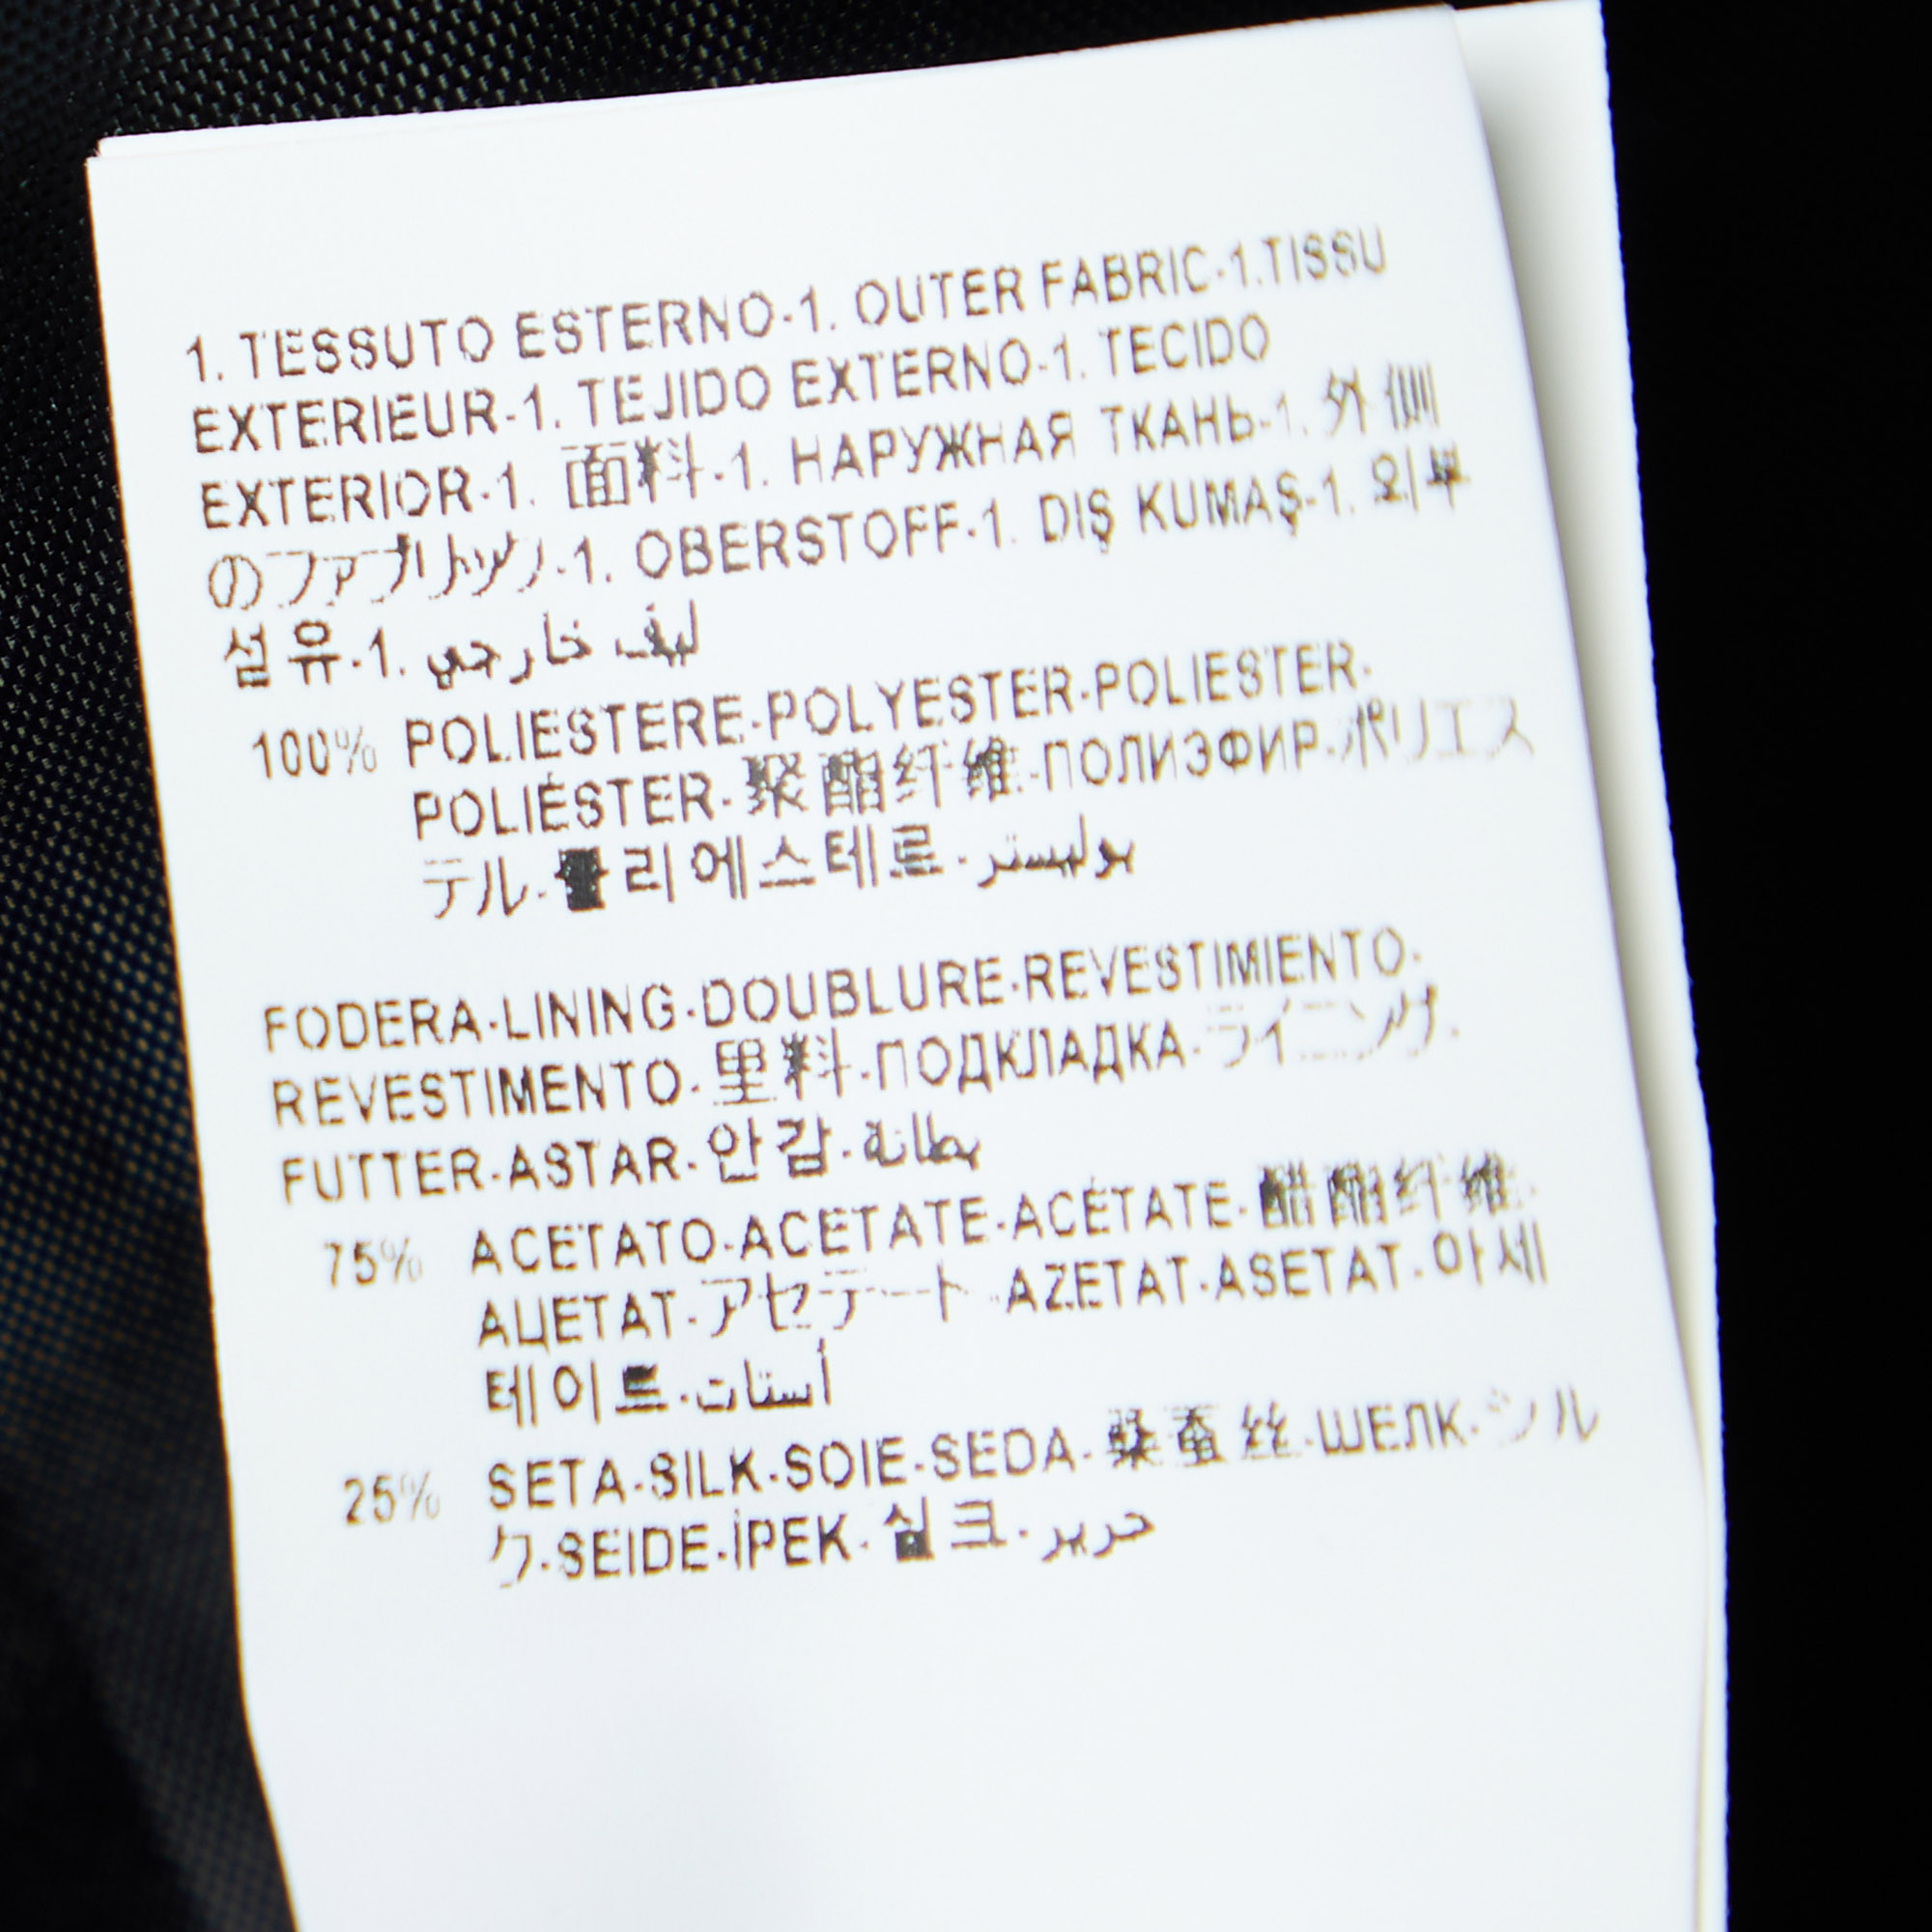 1. TESSUTO ESTERNO-1. OUTER FABRIC-1.TISSU
EXTERIEUR-1. TEJIDO EXTERNO-1. TECIDO
EXTERIOR-1. 面料-1. НАРУЖНАЯ ТКАНЬ-1. 外側
のファブリック-1. OBERSTOFF-1. DIŞ KUMAŞ-1. 외부
섬유-1. ليف خارجي
100% POLIESTERE-POLYESTER-POLIESTER-
POLIÉSTER-聚酯纤维-ПОЛИЭФИР-ポリエス
テル-폴리에스테르-بوليستر
FODERA-LINING-DOUBLURE-REVESTIMIENTO-
REVESTIMENTO-里料-ПОДКЛАДКА-ライニング-
FUTTER-ASTAR-안감-بطانة
75% ACETATO-ACETATE-ACÉTATE-醋酯纤维-
АЦЕТАТ-アセテート-AZETAT-ASETAT-아세
테이트-أستات
25% SETA-SILK-SOIE-SEDA-桑蚕丝-ШЕЛК-シル
ク-SEIDE-İPEK-실크-حرير